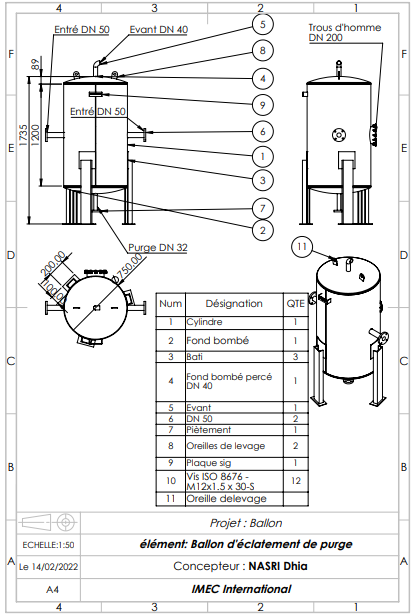 4 3 2 1
F
E
D
C
B
A
F
E
D
C
B
A
Entré DN 50
Evant DN 40
Trous d'homme
DN 200
5
8
4
9
6
1
3
7
2
11
89
1735
1200
Entré DN 50
Purge DN 32
200.00
100.00
Ø750.00
Num Désignation QTE
1 Cylindre 1
2 Fond bombé 1
3 Bati 3
4 Fond bombé percé
DN 40 1
5 Evant 1
6 DN 50 2
7 Piètement 1
8 Oreilles de levage 2
9 Plaque sig 1
10 Vis ISO 8676 -
M12x1.5 x 30-S 12
11 Oreille delevage
Projet : Ballon
ECHELLE:1:50
élément: Ballon d'éclatement de purge
Le 14/02/2022
Concepteur : NASRI Dhia
A4
IMEC International
4 3 2 1